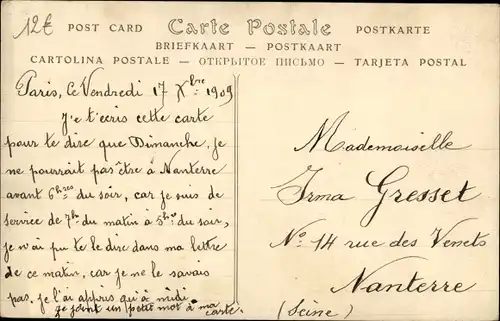 12€
POST CARD Carte Postale POSTKARTE
BRIEFKAART — POSTKAART
CARTOLINA POSTALE — ОТКРЫТОЕ ПИСЬМО — TARJETA POSTAL
Paris, le Vendredi 17 Xbre 1909
Je t'écris cette carte
pour te dire que Dimanche, je
ne pourrait pas être à Nanterre
avant 6hres du soir, car je suis de
service de 7h du matin à 5hres du soir,
je n'ai pu te le dire dans ma lettre
de ce matin, car je ne le savais
pas, je l'ai appris qu'à midi
je joint un petit mot à ma
carte.
Mademoiselle
Irma Gresset
No 14 rue des Venets
Nanterre
(Seine)